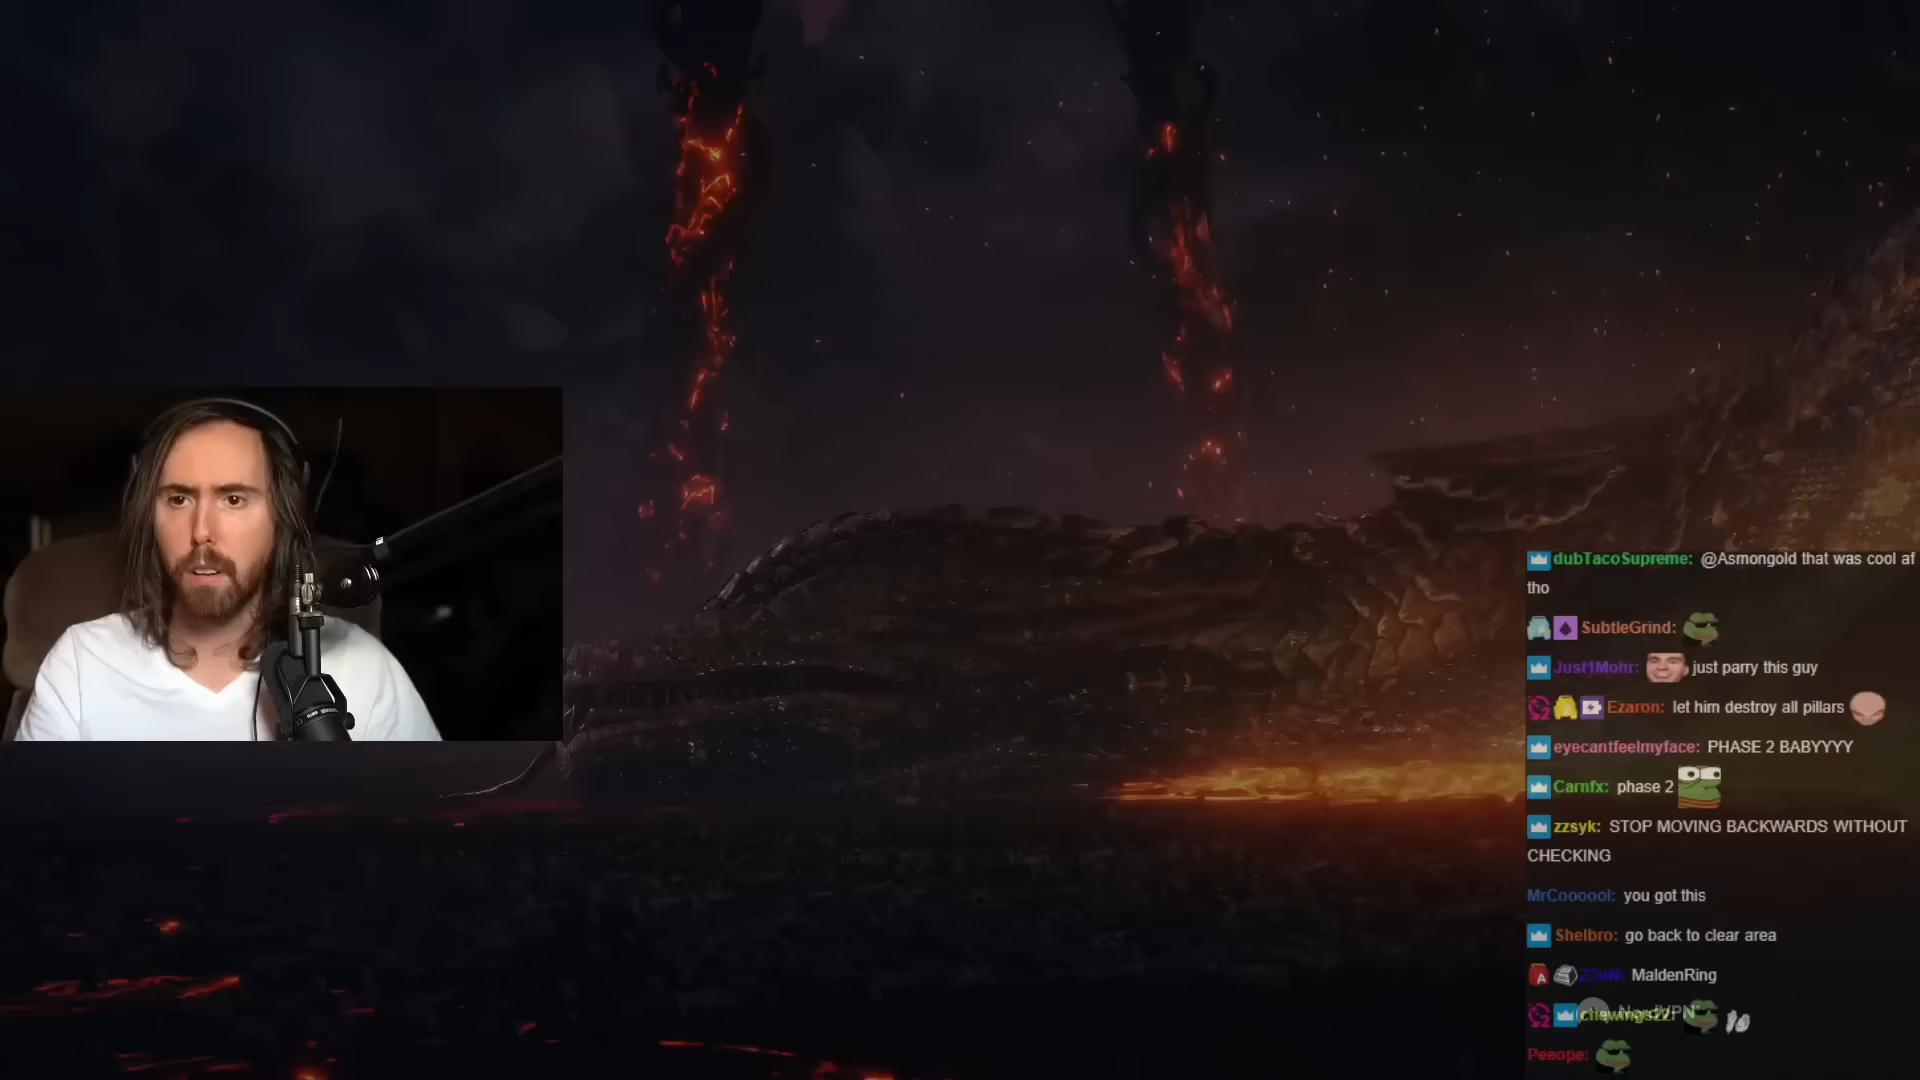 dubTacoSupreme: @Asmongold that was cool af
tho
SubtleGrind:
Just1Mohr: just parry this guy
Ezaron: let him destroy all pillars
eyecantfeelmyface: PHASE 2 BABYYYY
Carnfx: phase 2
zzsyk: STOP MOVING BACKWARDS WITHOUT
CHECKING
MrCoooool: you got this
Shelbro: go back to clear area
MaldenRing
NordVPN
Peeope: